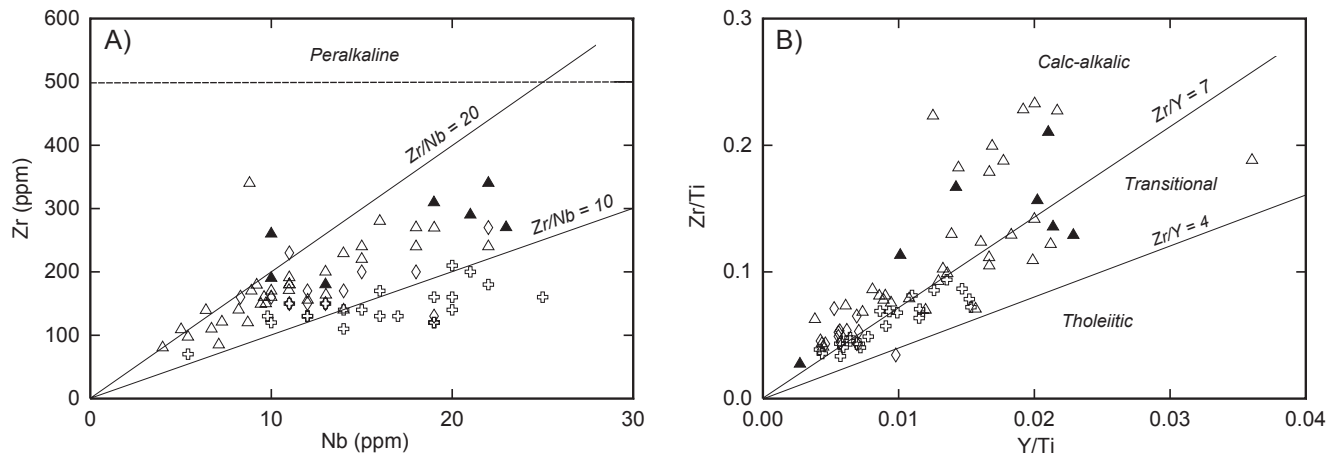 A)
Peralkaline
Zr/Nb = 20
Zr/Nb = 10
Zr (ppm)
600
500
400
300
200
100
0
0 10 20 30
Nb (ppm)
B)
Calc-alkalic
Zr/Y = 7
Transitional
Zr/Y = 4
Tholeiitic
Zr/Ti
0.3
0.2
0.1
0.0
0.00 0.01 0.02 0.03 0.04
Y/Ti